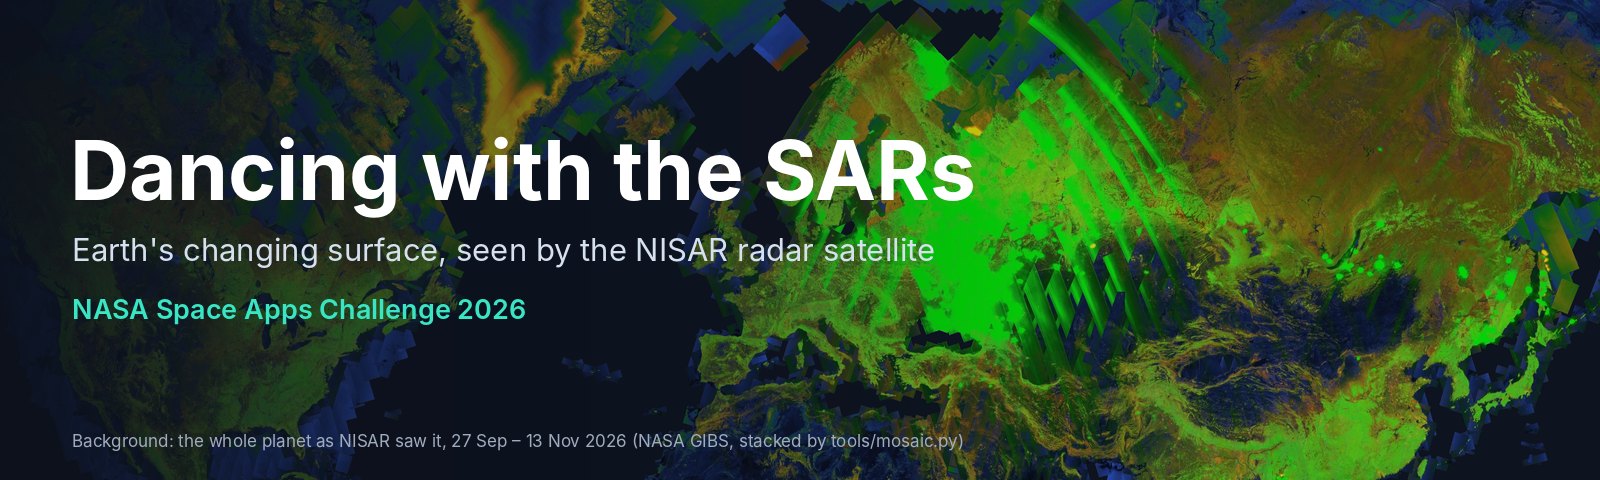 Dancing with the SARs
Earth's changing surface, seen by the NISAR radar satellite
NASA Space Apps Challenge 2026
Background: the whole planet as NISAR saw it, 27 Sep – 13 Nov 2026 (NASA GIBS, stacked by tools/mosaic.py)